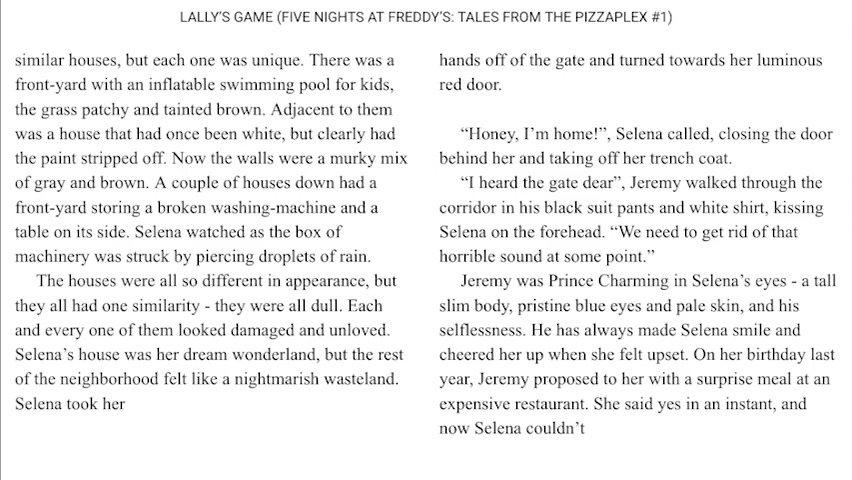 LALLY'S GAME (FIVE NIGHTS AT FREDDY'S: TALES FROM THE PIZZAPLEX #1)
similar houses, but each one was unique. There was a
front-yard with an inflatable swimming pool for kids,
the grass patchy and tainted brown. Adjacent to them
was a house that had once been white, but clearly had
the paint stripped off. Now the walls were a murky mix
of gray and brown. A couple of houses down had a
front-yard storing a broken washing-machine and a
table on its side. Selena watched as the box of
machinery was struck by piercing droplets of rain.
The houses were all so different in appearance, but
they all had one similarity - they were all dull. Each
and every one of them looked damaged and unloved.
Selena's house was her dream wonderland, but the rest
of the neighborhood felt like a nightmarish wasteland.
Selena took her
hands off of the gate and turned towards her luminous
red door.
“Honey, I'm home!”, Selena called, closing the door
behind her and taking off her trench coat.
“I heard the gate dear”, Jeremy walked through the
corridor in his black suit pants and white shirt, kissing
Selena on the forehead. “We need to get rid of that
horrible sound at some point.”
Jeremy was Prince Charming in Selena's eyes - a tall
slim body, pristine blue eyes and pale skin, and his
selflessness. He has always made Selena smile and
cheered her up when she felt upset. On her birthday last
year, Jeremy proposed to her with a surprise meal at an
expensive restaurant. She said yes in an instant, and
now Selena couldn't